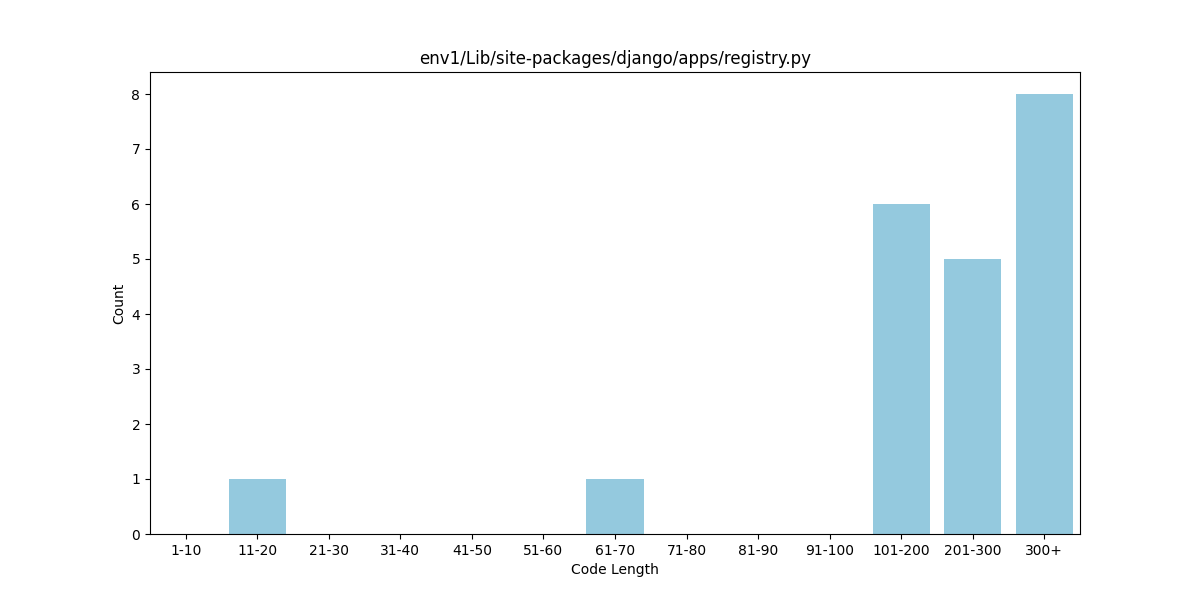 env1/Lib/site-packages/django/apps/registry.py
Count
8
7
6
5
4
3
2
1
0
1-10 11-20 21-30 31-40 41-50 51-60 61-70 71-80 81-90 91-100 101-200 201-300 300+
Code Length